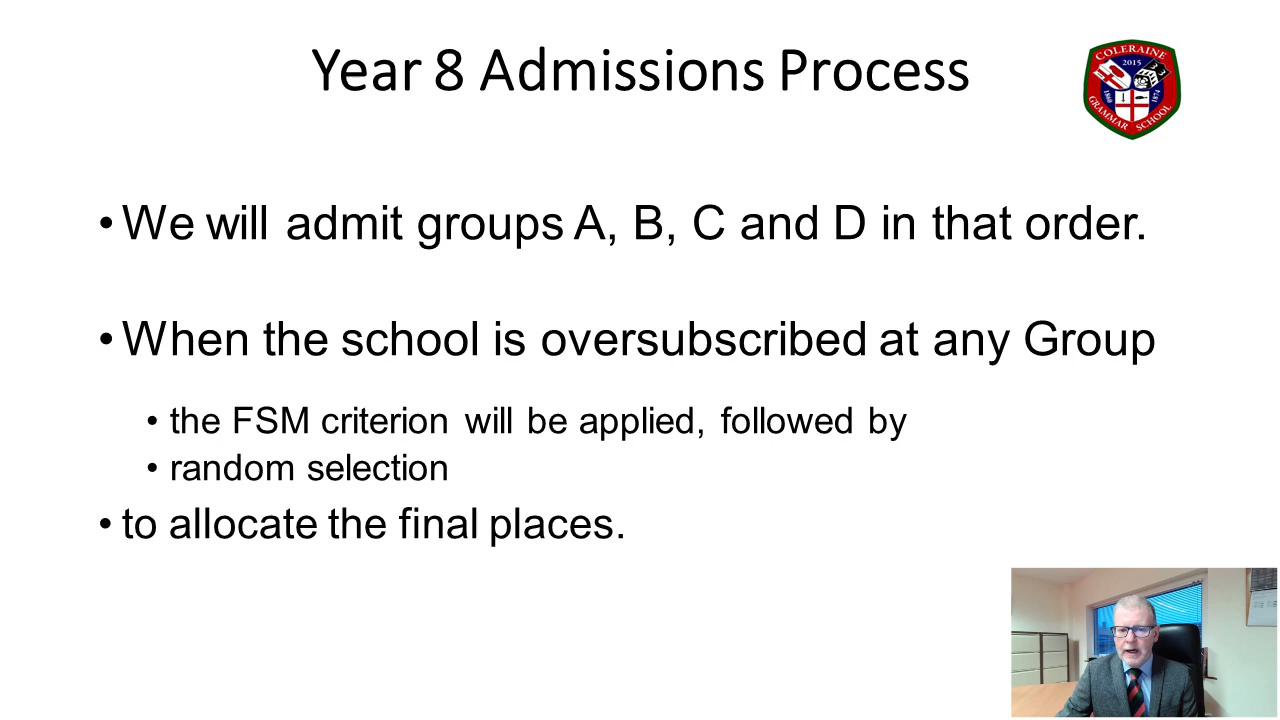 Year 8 Admissions Process
COLERAINE
2015
1860
1874
GRAMMAR SCHOOL
• We will admit groups A, B, C and D in that order.
• When the school is oversubscribed at any Group
• the FSM criterion will be applied, followed by
• random selection
• to allocate the final places.